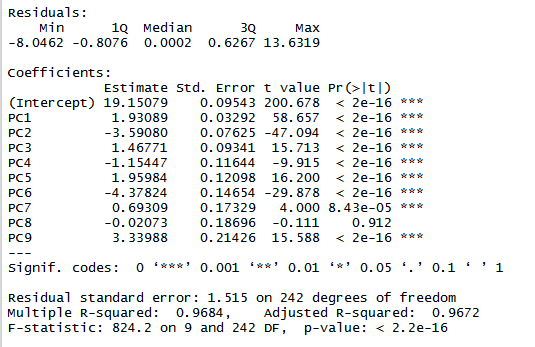 Residuals:
    Min      1Q  Median      3Q     Max
-8.0462 -0.8076  0.0002  0.6267 13.6319
Coefficients:
            Estimate Std. Error t value Pr(>|t|)
(Intercept) 19.15079    0.09543 200.678  < 2e-16 ***
PC1          1.93089    0.03292  58.657  < 2e-16 ***
PC2         -3.59080    0.07625 -47.094  < 2e-16 ***
PC3          1.46771    0.09341  15.713  < 2e-16 ***
PC4         -1.15447    0.11644  -9.915  < 2e-16 ***
PC5          1.95984    0.12098  16.200  < 2e-16 ***
PC6         -4.37824    0.14654 -29.878  < 2e-16 ***
PC7          0.69309    0.17329   4.000 8.43e-05 ***
PC8         -0.02073    0.18696  -0.111    0.912
PC9          3.33988    0.21426  15.588  < 2e-16 ***
---
Signif. codes:  0 ‘***’ 0.001 ‘**’ 0.01 ‘*’ 0.05 ‘.’ 0.1 ‘ ’ 1
Residual standard error: 1.515 on 242 degrees of freedom
Multiple R-squared:  0.9684,    Adjusted R-squared:  0.9672
F-statistic: 824.2 on 9 and 242 DF,  p-value: < 2.2e-16